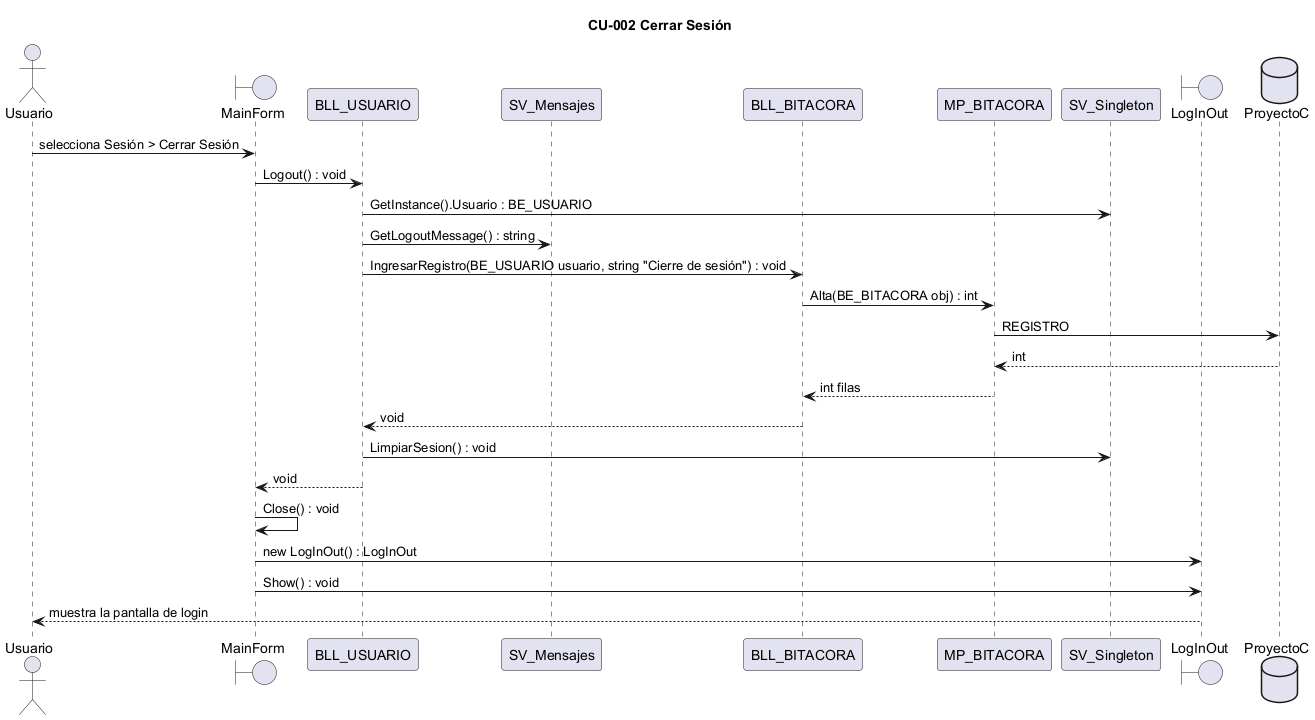 CU-002 Cerrar Sesión
Usuario
MainForm
BLL_USUARIO
SV_Mensajes
BLL_BITACORA
MP_BITACORA
SV_Singleton
LogInOut
ProyectoC
selecciona Sesión > Cerrar Sesión
Logout() : void
GetInstance().Usuario : BE_USUARIO
GetLogoutMessage() : string
IngresarRegistro(BE_USUARIO usuario, string "Cierre de sesión") : void
Alta(BE_BITACORA obj) : int
REGISTRO
int
int filas
void
LimpiarSesion() : void
void
Close() : void
new LogInOut() : LogInOut
Show() : void
muestra la pantalla de login
Usuario
MainForm
BLL_USUARIO
SV_Mensajes
BLL_BITACORA
MP_BITACORA
SV_Singleton
LogInOut
ProyectoC